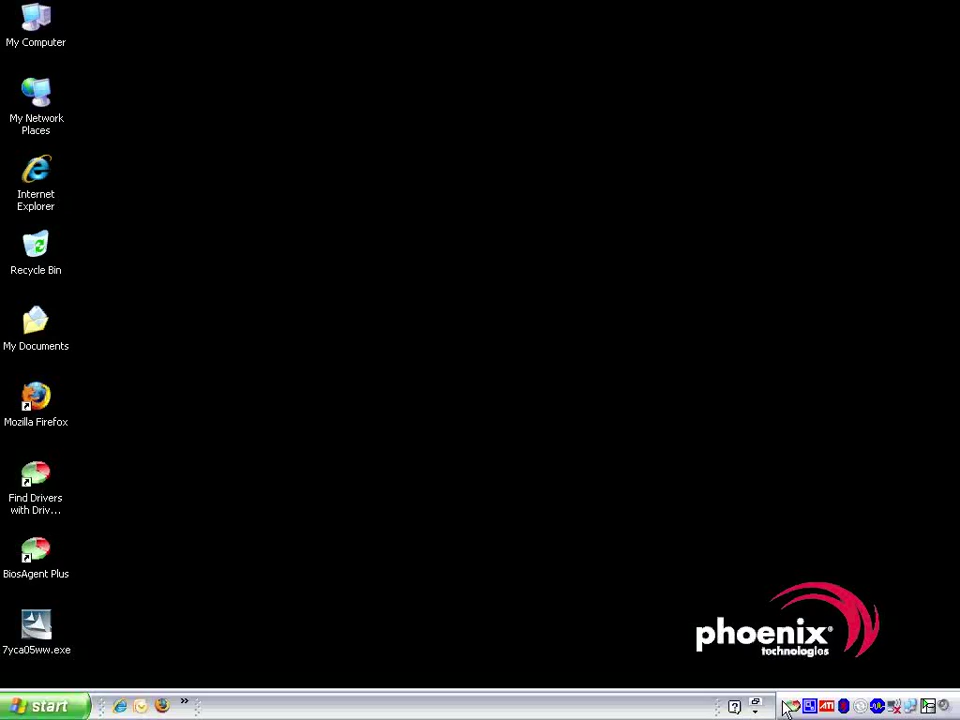 My Computer
My Network
Places
Internet
Explorer
Recycle Bin
My Documents
Mozilla Firefox
Find Drivers
with Driv...
BiosAgent Plus
7yca05ww.exe
phoenix®
technologies
start
ATI